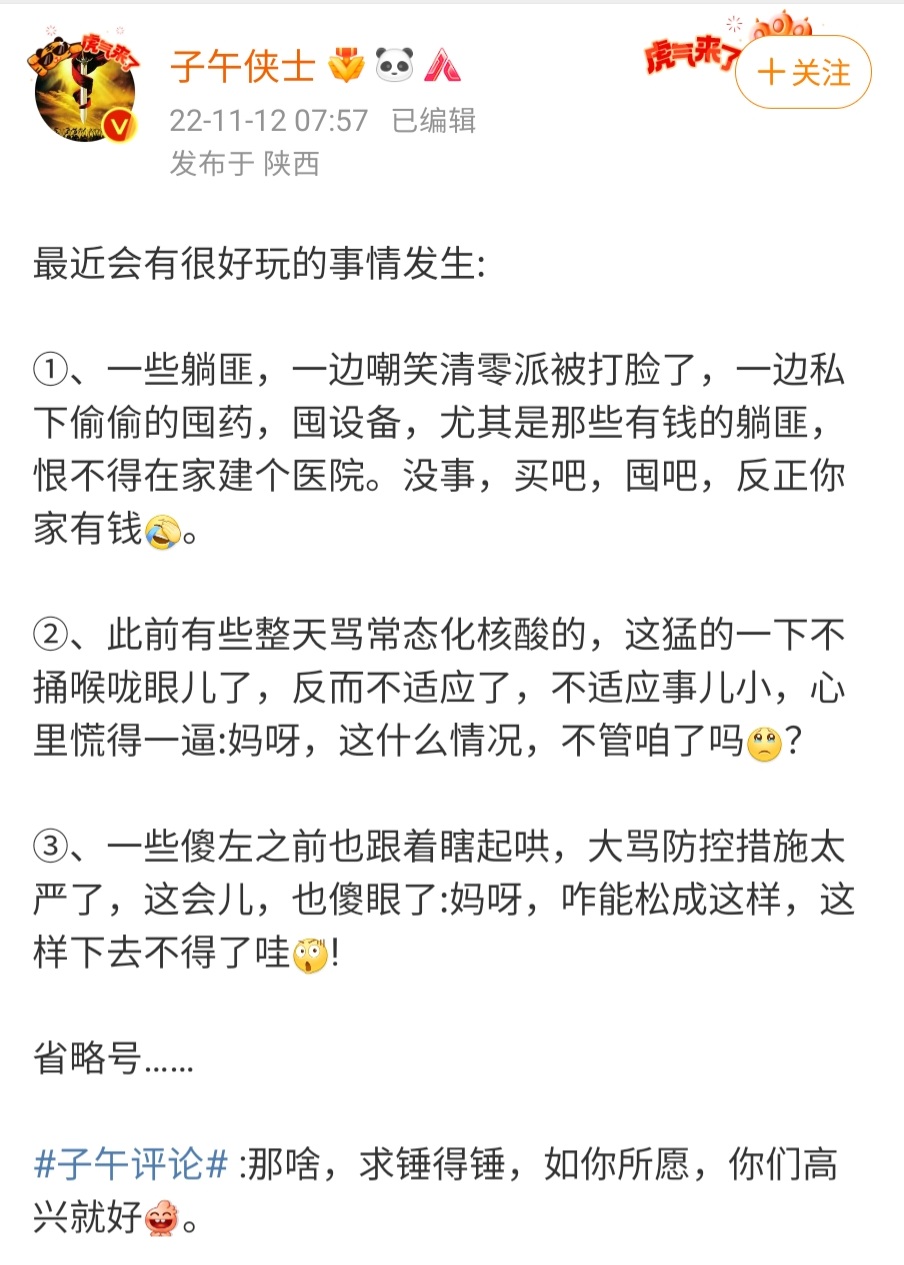 虎气来了
子午侠士
虎气来了
+关注
22-11-12 07:57 已编辑
发布于 陕西
最近会有很好玩的事情发生:
①、一些躺匪，一边嘲笑清零派被打脸了，一边私
下偷偷的囤药，囤设备，尤其是那些有钱的躺匪，
恨不得在家建个医院。没事，买吧，囤吧，反正你
家有钱🤣。
②、此前有些整天骂常态化核酸的，这猛的一下不
捅喉咙眼儿了，反而不适应了，不适应事儿小，心
里慌得一逼:妈呀，这什么情况，不管咱了吗🥺？
③、一些傻左之前也跟着瞎起哄，大骂防控措施太
严了，这会儿，也傻眼了:妈呀，咋能松成这样，这
样下去不得了哇😲!
省略号……
#子午评论# :那啥，求锤得锤，如你所愿，你们高
兴就好😁。